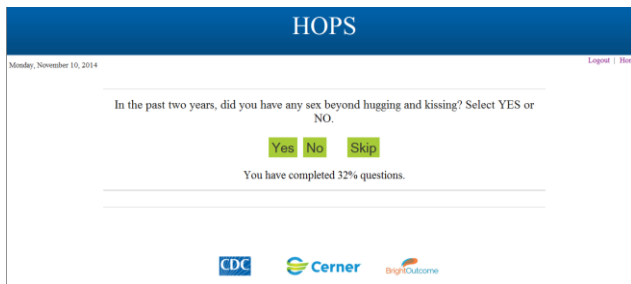 HOPS
Monday, November 10, 2014
Logout | Hom
In the past two years, did you have any sex beyond hugging and kissing? Select YES or
NO.
Yes No Skip
You have completed 32% questions.
CDC Cerner BrightOutcome